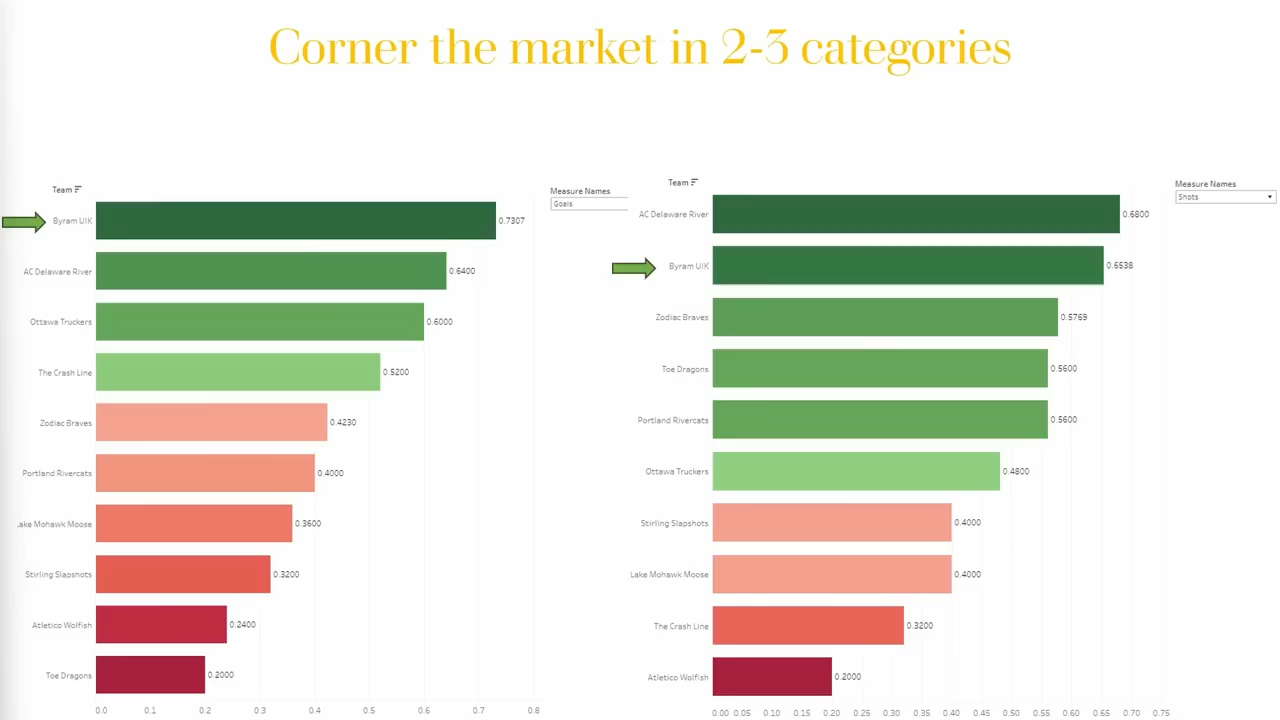 Corner the market in 2-3 categories
Team
Measure Names
Goals
Byram UIK 0.7307
AC Delaware River 0.6400
Ottawa Truckers 0.6000
The Crash Line 0.5200
Zodiac Braves 0.4230
Portland Rivercats 0.4000
ake Mohawk Moose 0.3600
Stirling Slapshots 0.3200
Atletico Wolfish 0.2400
Toe Dragons 0.2000
0.0 0.1 0.2 0.3 0.4 0.5 0.6 0.7 0.8
Team
Measure Names
Shots
AC Delaware River 0.6800
Byram UIK 0.6538
Zodiac Braves 0.5769
Toe Dragons 0.5600
Portland Rivercats 0.5600
Ottawa Truckers 0.4800
Stirling Slapshots 0.4000
Lake Mohawk Moose 0.4000
The Crash Line 0.3200
Atletico Wolfish 0.2000
0.00 0.05 0.10 0.15 0.20 0.25 0.30 0.35 0.40 0.45 0.50 0.55 0.60 0.65 0.70 0.75